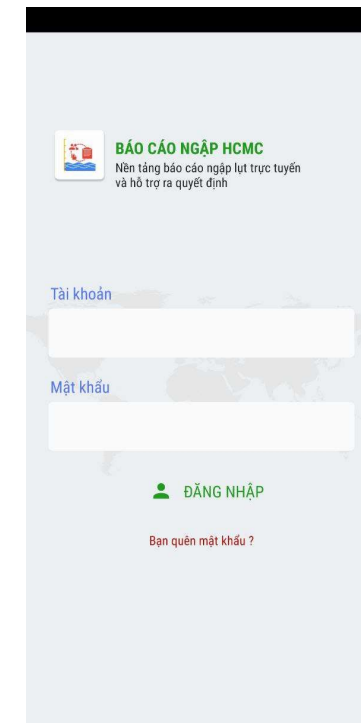 BÁO CÁO NGẬP HCMC
Nền tảng báo cáo ngập lụt trực tuyến
và hỗ trợ ra quyết định
Tài khoản
Mật khẩu
ĐĂNG NHẬP
Bạn quên mật khẩu ?